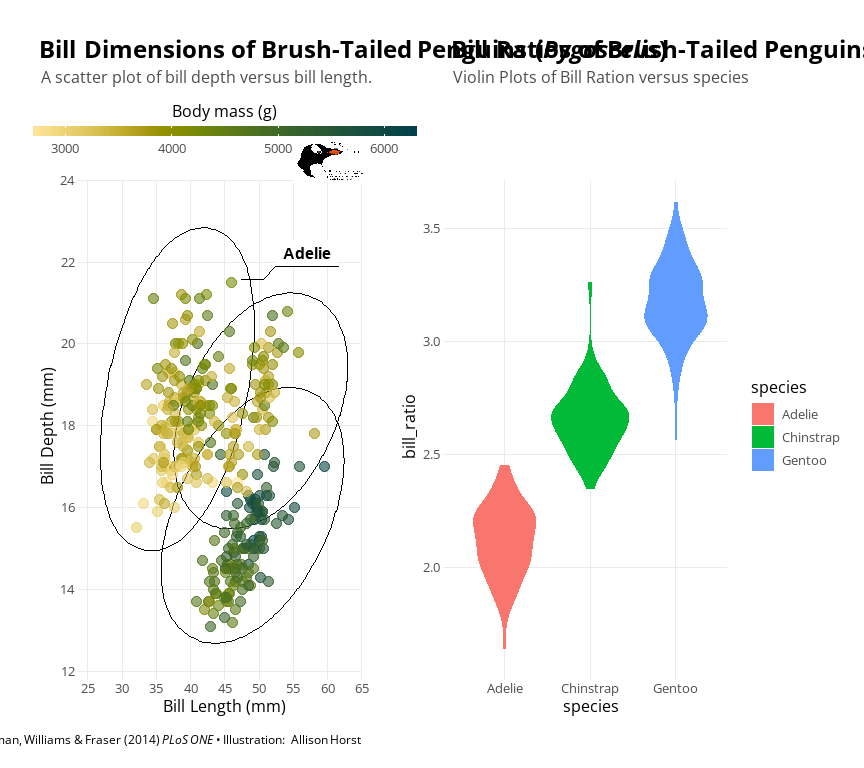 Bill Dimensions of Brush-Tailed Penguins (Pygoscelis)
A scatter plot of bill depth versus bill length.
Body mass (g)
3000 4000 5000 6000
24
22
20
18
16
14
12
Bill Depth (mm)
Adelie
25 30 35 40 45 50 55 60 65
Bill Length (mm)
man, Williams & Fraser (2014) PLoS ONE • Illustration: Allison Horst
Bill Ratios of Brush-Tailed Penguins
Violin Plots of Bill Ration versus species
3.5
3.0
2.5
2.0
bill_ratio
Adelie Chinstrap Gentoo
species
species
Adelie
Chinstrap
Gentoo